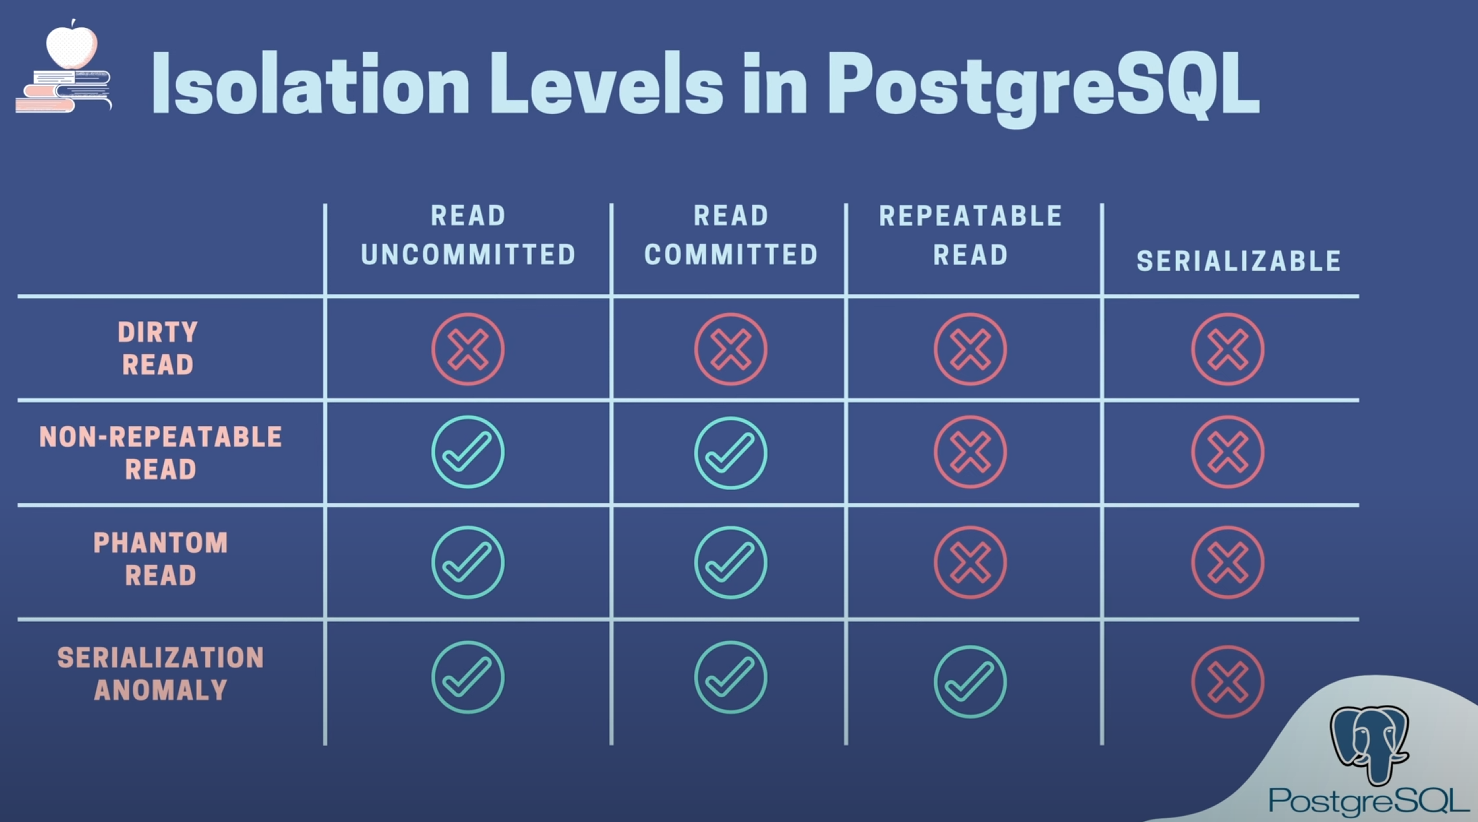 Isolation Levels in PostgreSQL
READ
UNCOMMITTED
READ
COMMITTED
REPEATABLE
READ
SERIALIZABLE
DIRTY
READ
NON-REPEATABLE
READ
PHANTOM
READ
SERIALIZATION
ANOMALY
PostgreSQL